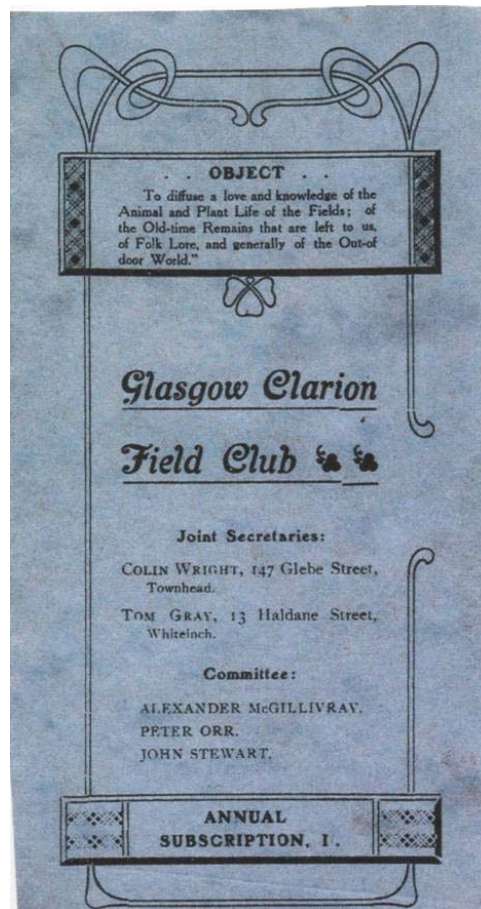 . . OBJECT . .
To diffuse a love and knowledge of the
Animal and Plant Life of the Fields; of
the Old-time Remains that are left to us,
of Folk Lore, and generally of the Out-of
door World."
Glasgow Clarion
Field Club
Joint Secretaries:
COLIN WRIGHT, 147 Glebe Street,
Townhead.
TOM GRAY, 13 Haldane Street,
Whiteinch.
Committee:
ALEXANDER McGILLIVRAY.
PETER ORR.
JOHN STEWART.
ANNUAL
SUBSCRIPTION, 1 .